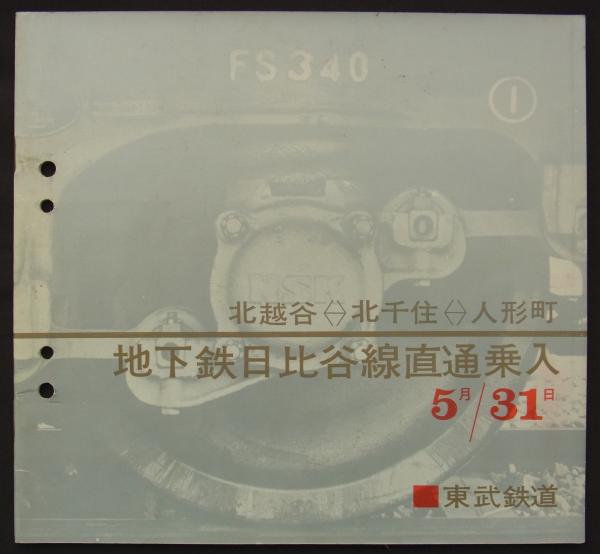 FS340
①
NSK
北越谷↔北千住↔人形町
地下鉄日比谷線直通乗入
5月/31日
■東武鉄道